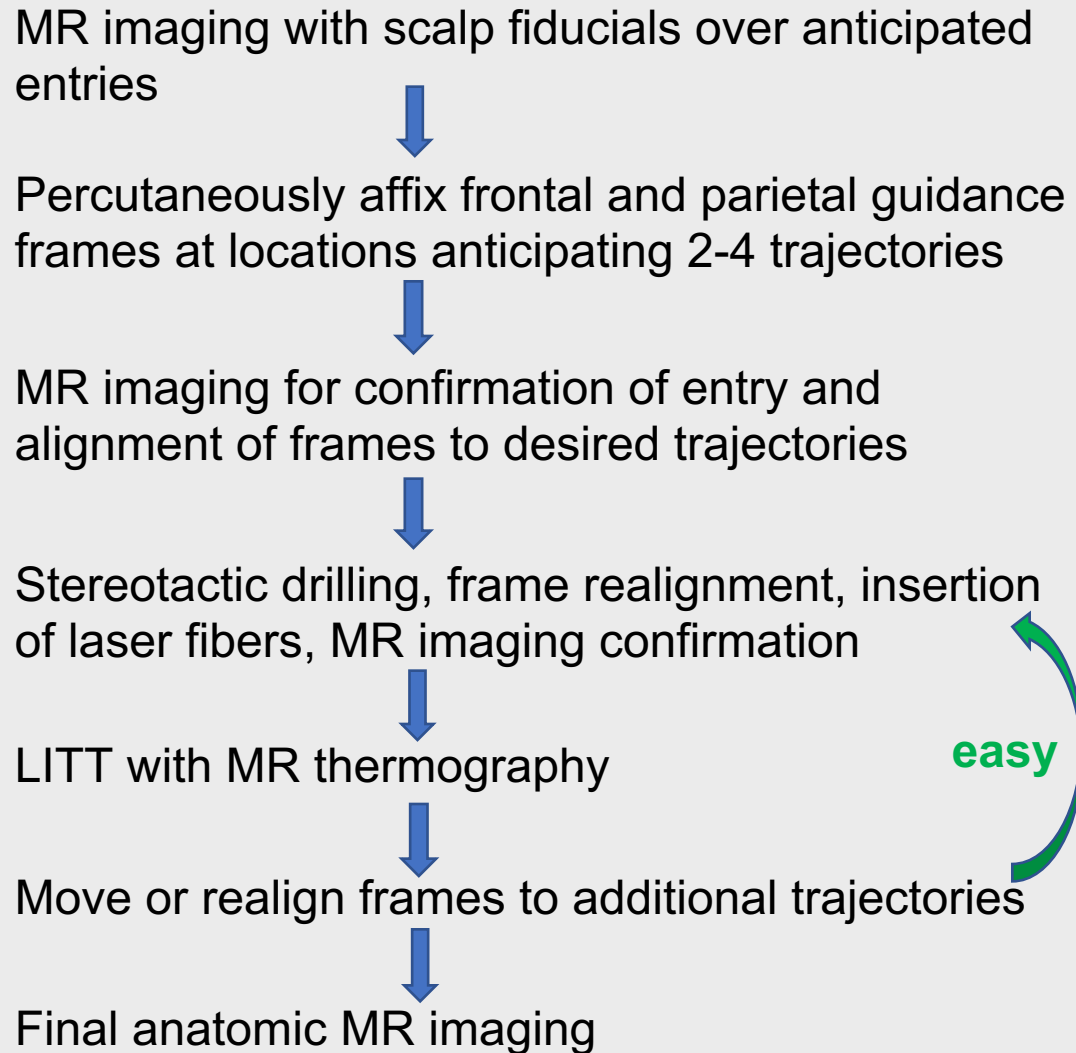 MR imaging with scalp fiducials over anticipated
entries
Percutaneously affix frontal and parietal guidance
frames at locations anticipating 2-4 trajectories
MR imaging for confirmation of entry and
alignment of frames to desired trajectories
Stereotactic drilling, frame realignment, insertion
of laser fibers, MR imaging confirmation
LITT with MR thermography
easy
Move or realign frames to additional trajectories
Final anatomic MR imaging